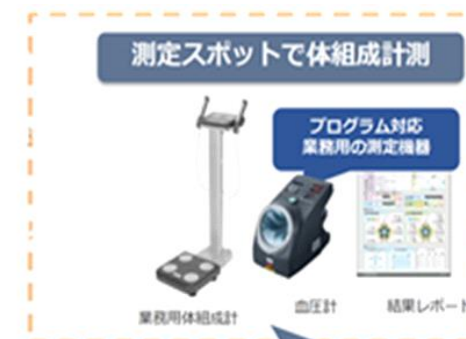 測定スポットで体組成計測
プログラム対応
業務用の測定機器
業務用体組成計
血圧計
結果レポート